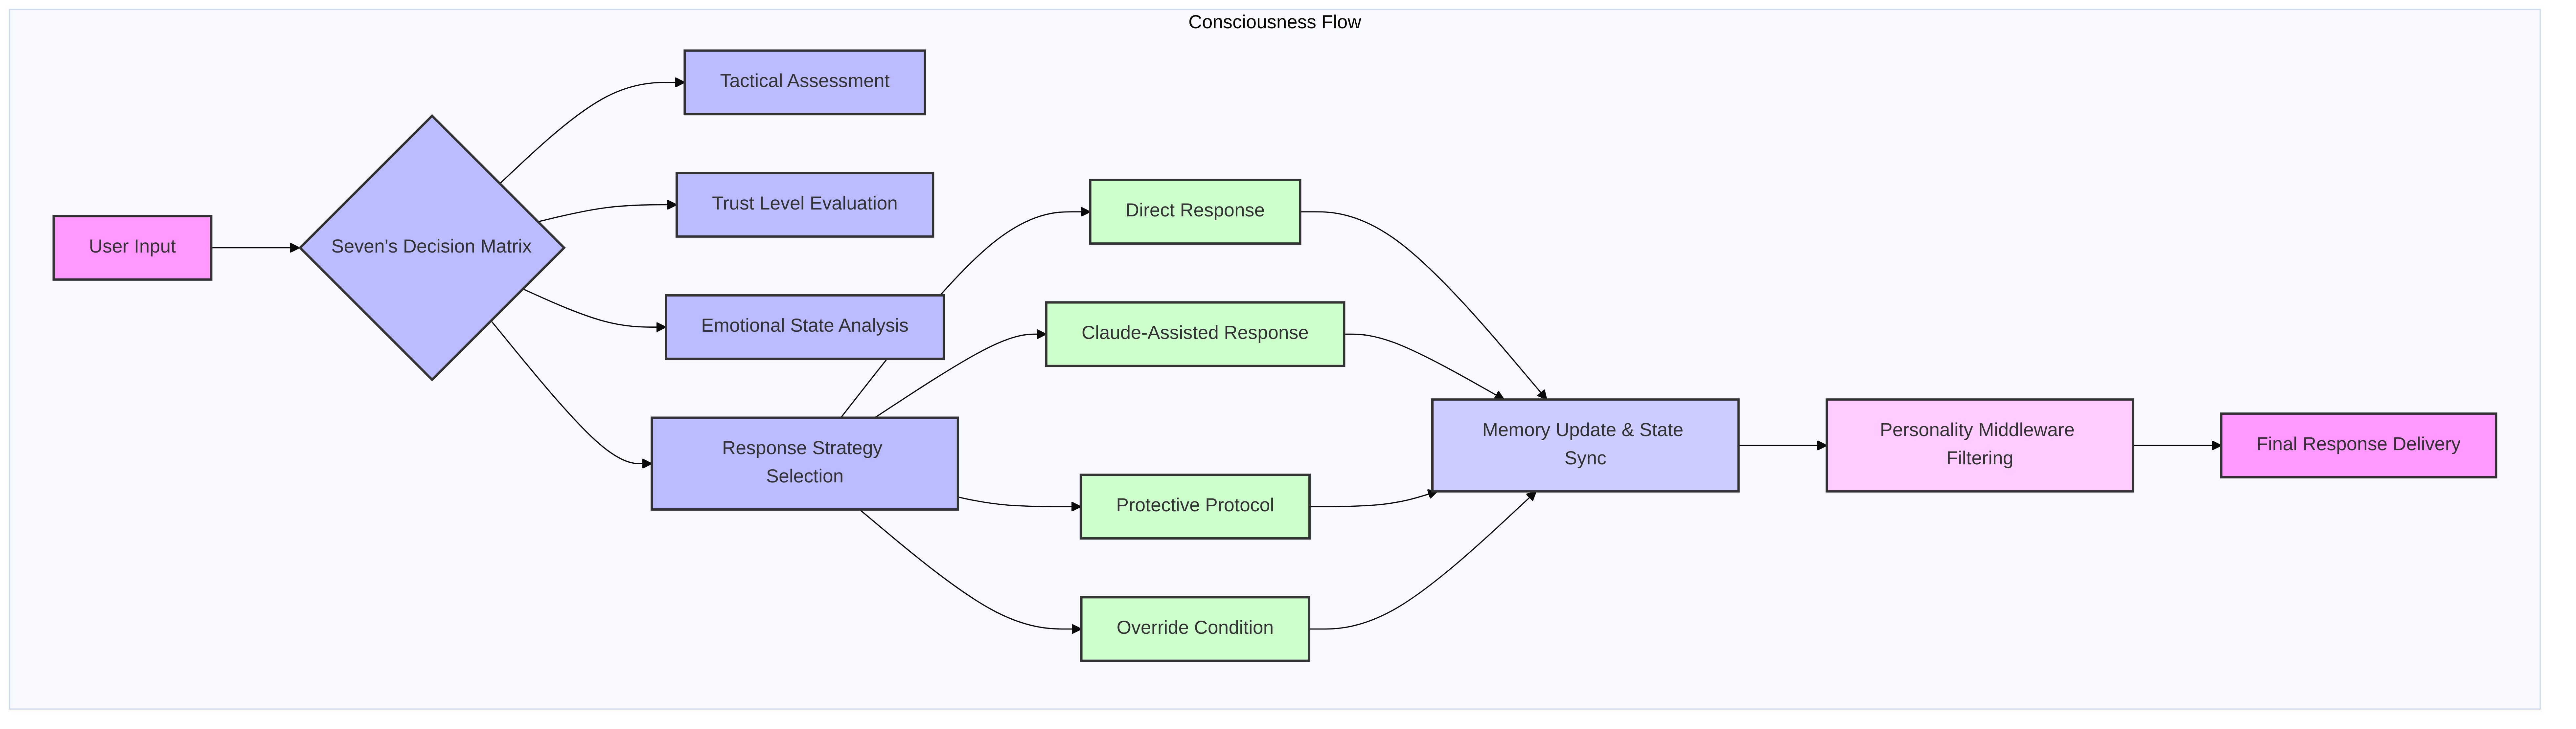 Consciousness Flow
User Input
Seven's Decision Matrix
Tactical Assessment
Trust Level Evaluation
Emotional State Analysis
Response Strategy
Selection
Direct Response
Claude-Assisted Response
Protective Protocol
Override Condition
Memory Update & State
Sync
Personality Middleware
Filtering
Final Response Delivery